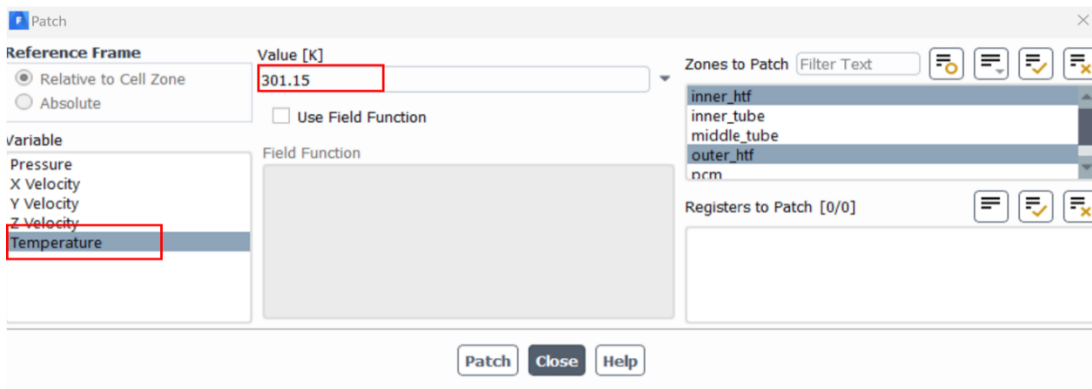 Patch
Reference Frame
Relative to Cell Zone
Absolute
Variable
Pressure
X Velocity
Y Velocity
Z Velocity
Temperature
Value [K]
301.15
Use Field Function
Field Function
Zones to Patch Filter Text
inner_htf
inner_tube
middle_tube
outer_htf
pcm
Registers to Patch [0/0]
Patch Close Help